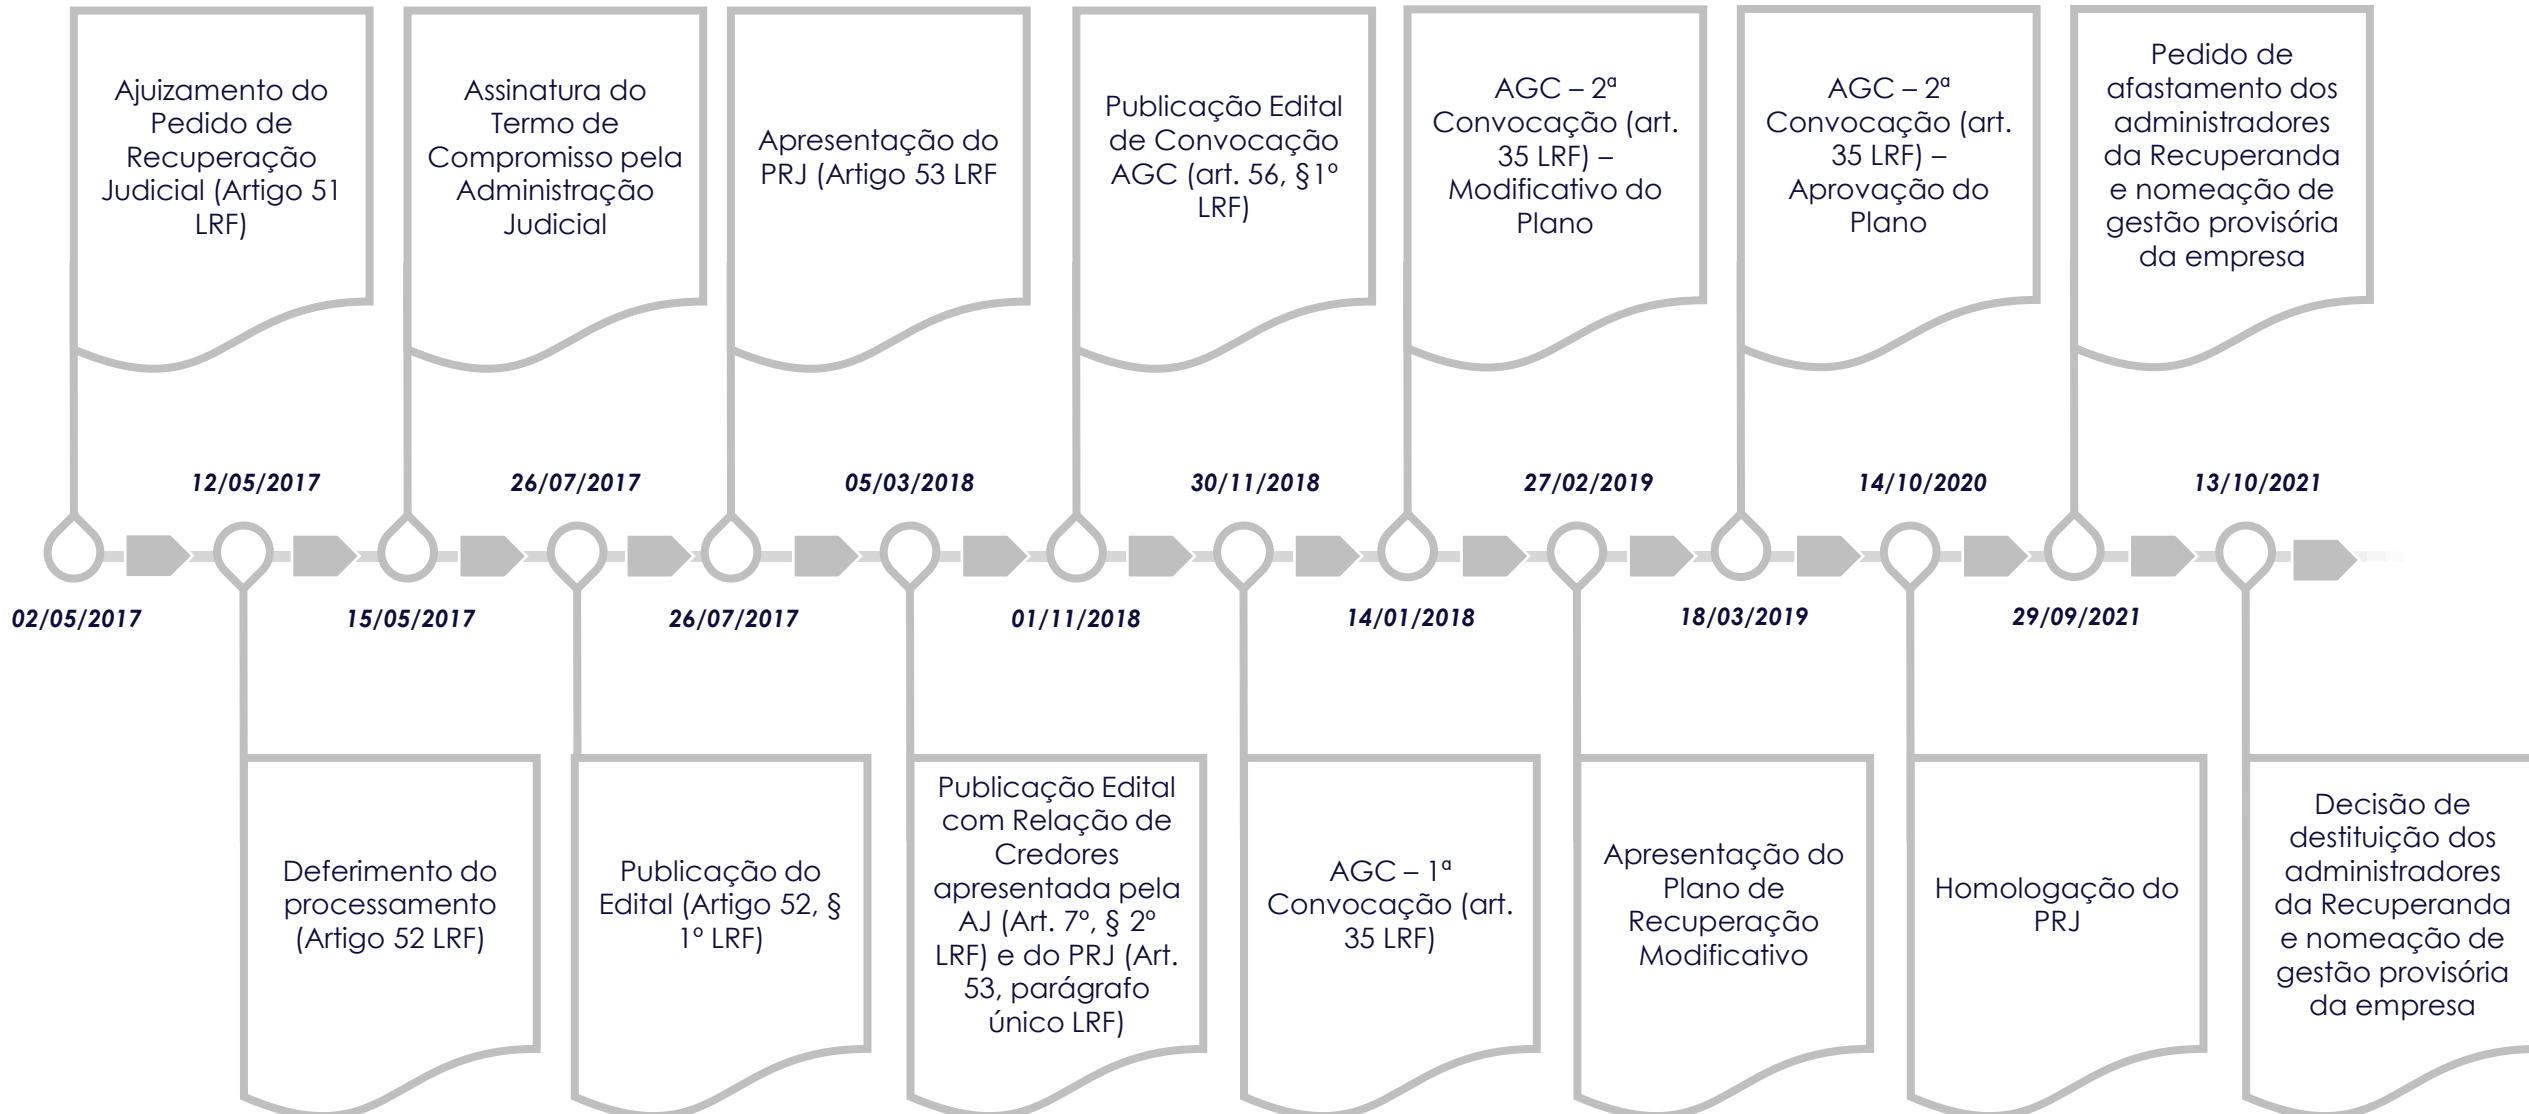 Ajuizamento do
Pedido de
Recuperação
Judicial (Artigo 51
LRF)
Assinatura do
Termo de
Compromisso pela
Administração
Judicial
Apresentação do
PRJ (Artigo 53 LRF
Publicação Edital
de Convocação
AGC (art. 56, §1º
LRF)
AGC – 2ª
Convocação (art.
35 LRF) –
Modificativo do
Plano
AGC – 2ª
Convocação (art.
35 LRF) –
Aprovação do
Plano
Pedido de
afastamento dos
administradores
da Recuperanda
e nomeação de
gestão provisória
da empresa
12/05/2017
26/07/2017
05/03/2018
30/11/2018
27/02/2019
14/10/2020
13/10/2021
02/05/2017
15/05/2017
26/07/2017
01/11/2018
14/01/2018
18/03/2019
29/09/2021
Deferimento do
processamento
(Artigo 52 LRF)
Publicação do
Edital (Artigo 52, §
1º LRF)
Publicação Edital
com Relação de
Credores
apresentada pela
AJ (Art. 7º, § 2º
LRF) e do PRJ (Art.
53, parágrafo
único LRF)
AGC – 1ª
Convocação (art.
35 LRF)
Apresentação do
Plano de
Recuperação
Modificativo
Homologação do
PRJ
Decisão de
destituição dos
administradores
da Recuperanda
e nomeação de
gestão provisória
da empresa